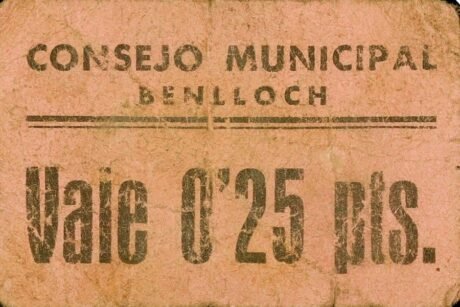 CONSEJO MUNICIPAL
BENLLOCH
Vale 0'25 pts.